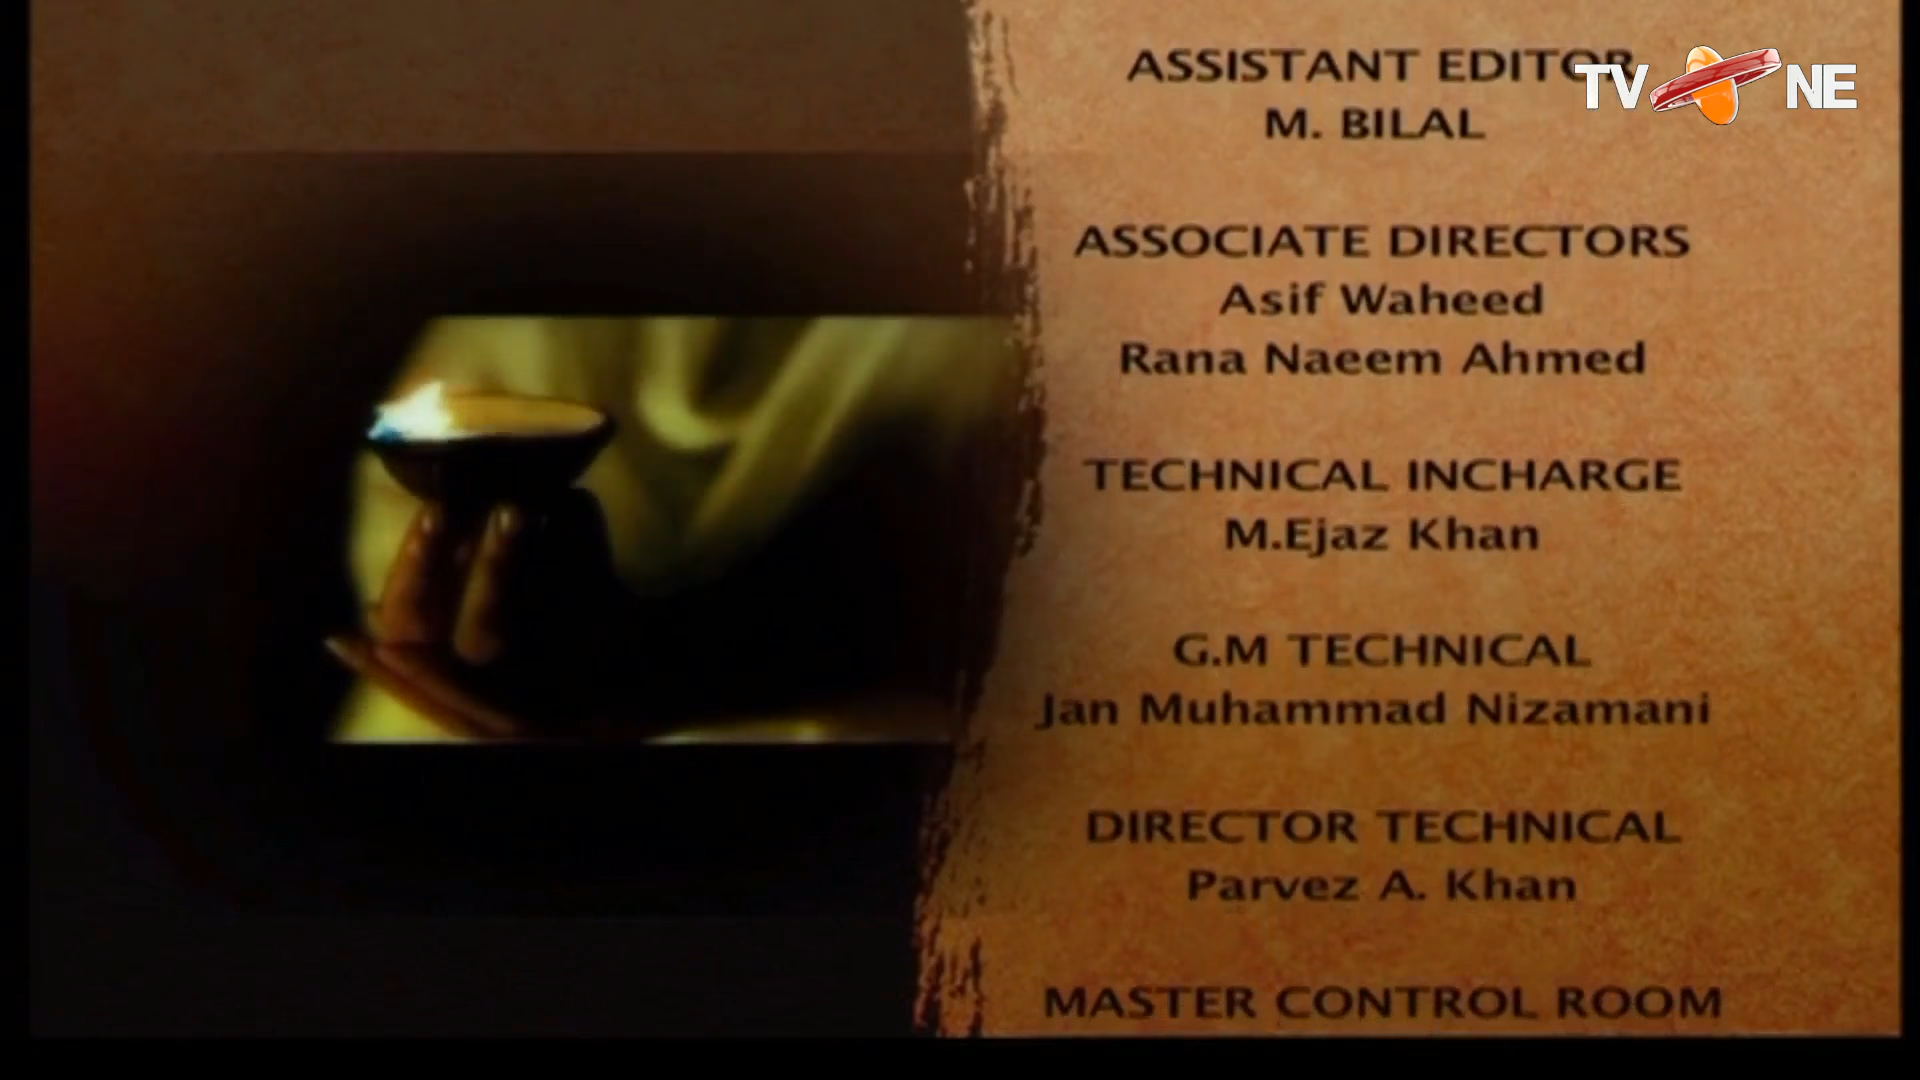 ASSISTANT EDITOR
TV ONE
M. BILAL
ASSOCIATE DIRECTORS
Asif Waheed
Rana Naeem Ahmed
TECHNICAL INCHARGE
M.Ejaz Khan
G.M TECHNICAL
Jan Muhammad Nizamani
DIRECTOR TECHNICAL
Parvez A. Khan
MASTER CONTROL ROOM